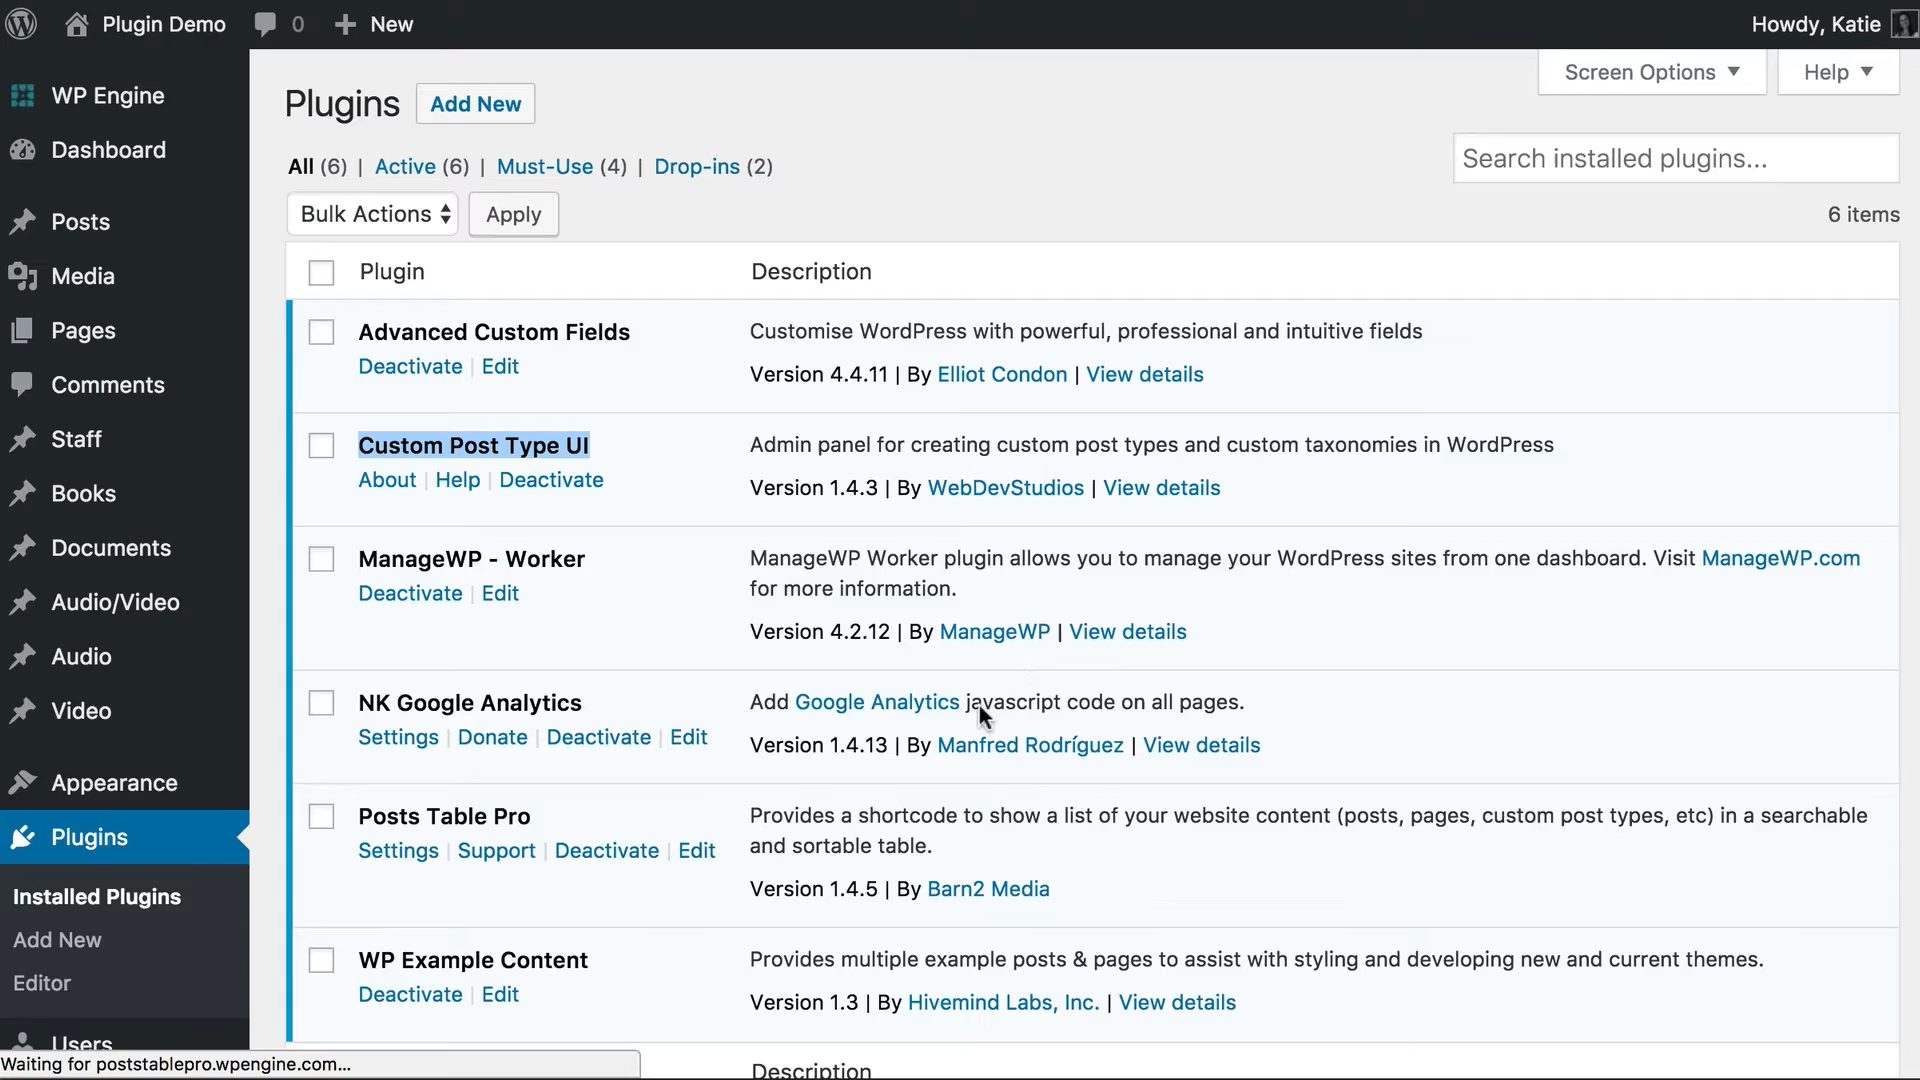 Plugin Demo 0 New Howdy, Katie
Screen Options Help
WP Engine
Dashboard
Posts
Media
Pages
Comments
Staff
Books
Documents
Audio/Video
Audio
Video
Appearance
Plugins
Installed Plugins
Add New
Editor
Users
Plugins Add New
All (6) | Active (6) | Must-Use (4) | Drop-ins (2)
Search installed plugins...
Bulk Actions Apply
6 items
Plugin Description
Advanced Custom Fields
Deactivate | Edit
Customise WordPress with powerful, professional and intuitive fields
Version 4.4.11 | By Elliot Condon | View details
Custom Post Type UI
About | Help | Deactivate
Admin panel for creating custom post types and custom taxonomies in WordPress
Version 1.4.3 | By WebDevStudios | View details
ManageWP - Worker
Deactivate | Edit
ManageWP Worker plugin allows you to manage your WordPress sites from one dashboard. Visit ManageWP.com
for more information.
Version 4.2.12 | By ManageWP | View details
NK Google Analytics
Settings | Donate | Deactivate | Edit
Add Google Analytics javascript code on all pages.
Version 1.4.13 | By Manfred Rodríguez | View details
Posts Table Pro
Settings | Support | Deactivate | Edit
Provides a shortcode to show a list of your website content (posts, pages, custom post types, etc) in a searchable
and sortable table.
Version 1.4.5 | By Barn2 Media
WP Example Content
Deactivate | Edit
Provides multiple example posts & pages to assist with styling and developing new and current themes.
Version 1.3 | By Hivemind Labs, Inc. | View details
Description
Waiting for poststablepro.wpengine.com...